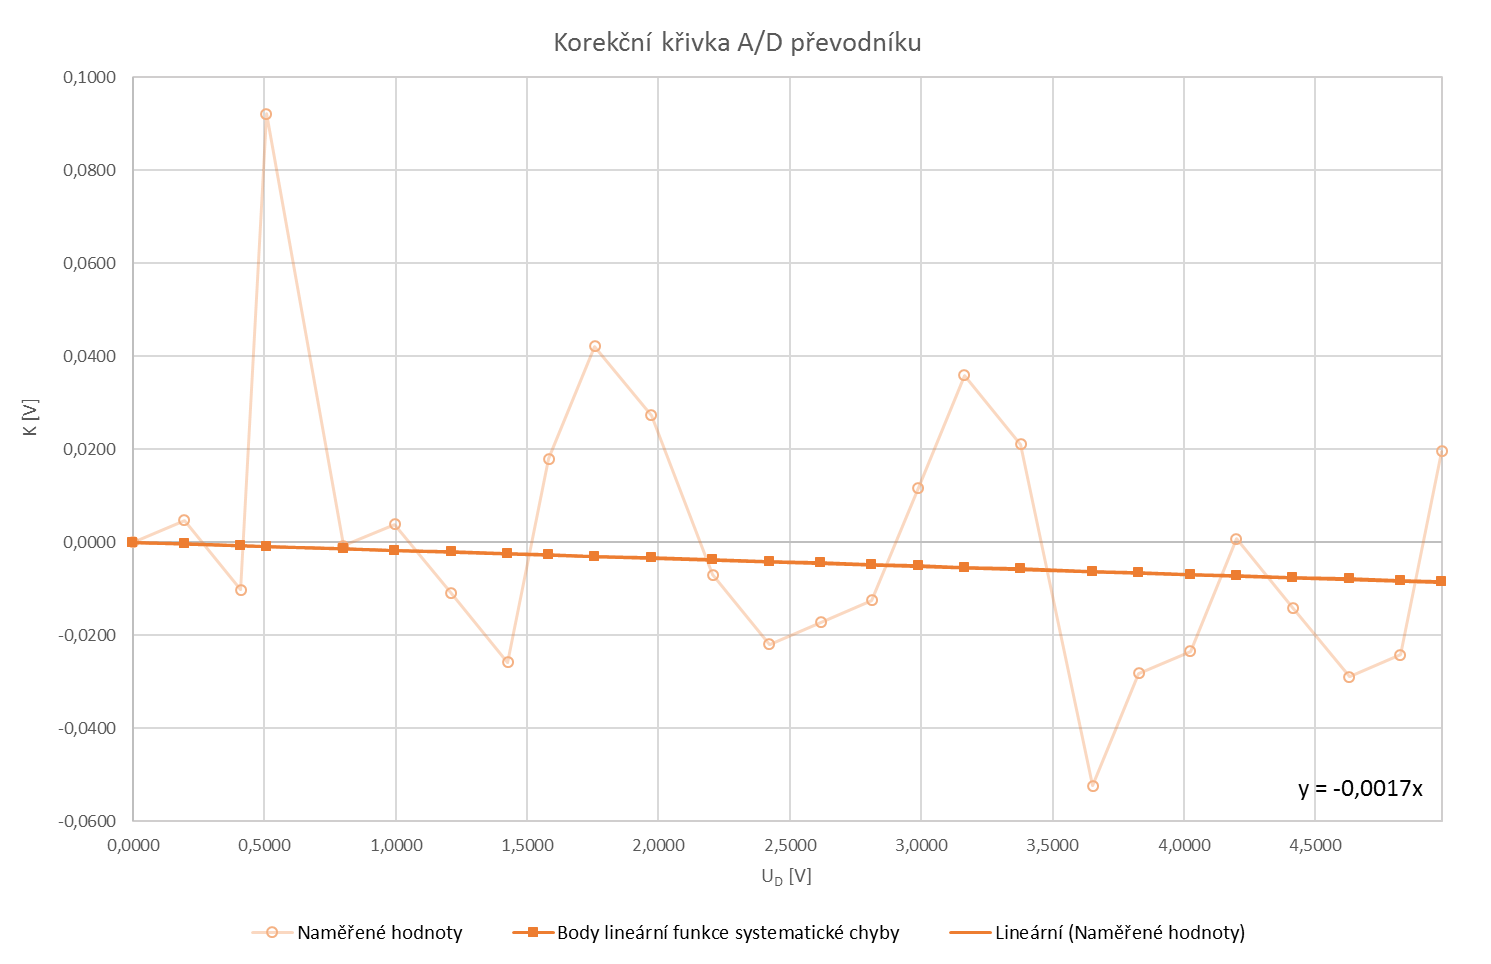 Korekční křivka A/D převodníku
0,1000
0,0800
0,0600
0,0400
0,0200
0,0000
-0,0200
-0,0400
-0,0600
K [V]
0,0000 0,5000 1,0000 1,5000 2,0000 2,5000 3,0000 3,5000 4,0000 4,5000
U_D [V]
y = -0,0017x
Naměřené hodnoty Body lineární funkce systematické chyby Lineární (Naměřené hodnoty)